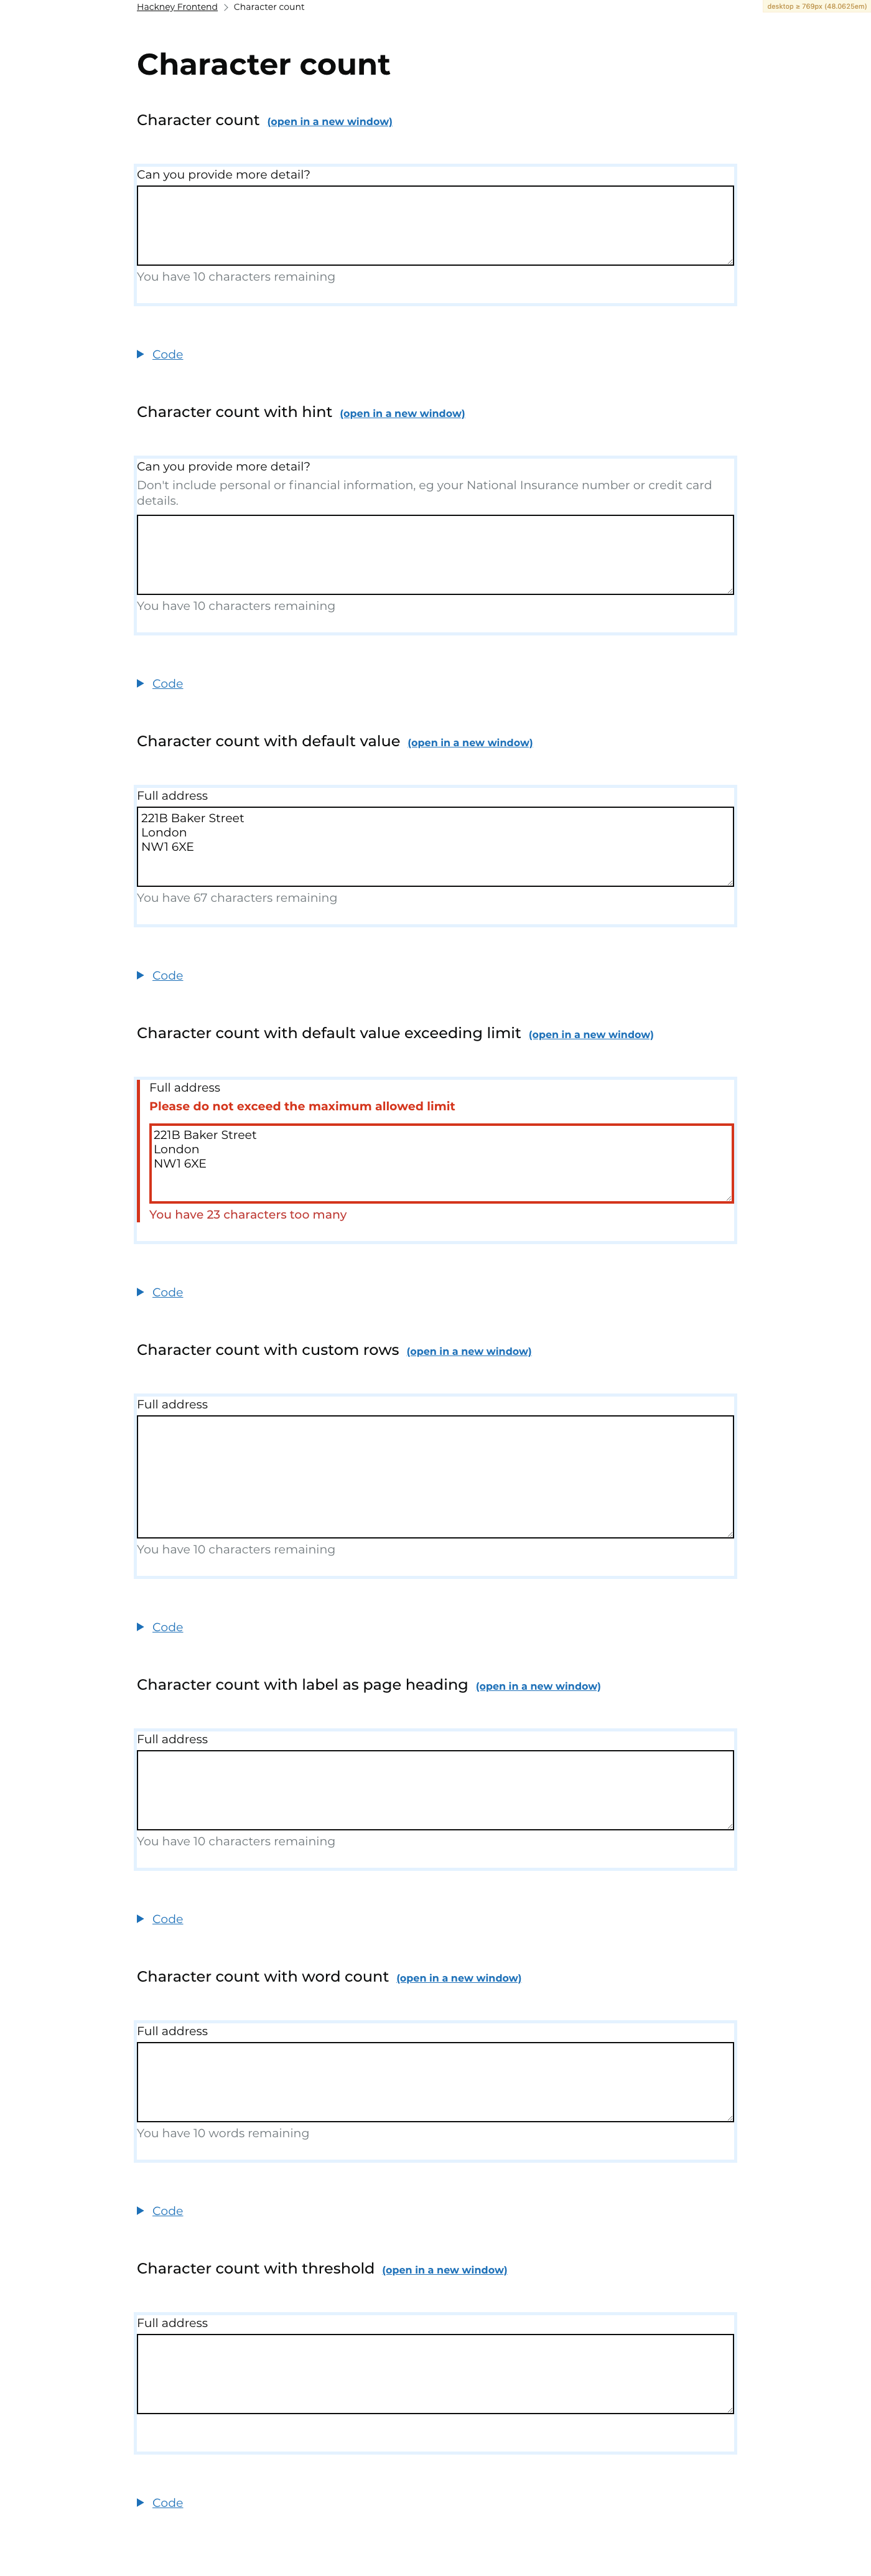 Hackney Frontend > Character count
desktop ≥ 769px (48.0625em)
Character count
Character count (open in a new window)
Can you provide more detail?
You have 10 characters remaining
Code
Character count with hint (open in a new window)
Can you provide more detail?
Don't include personal or financial information, eg your National Insurance number or credit card
details.
You have 10 characters remaining
Code
Character count with default value (open in a new window)
Full address
221B Baker Street
London
NW1 6XE
You have 67 characters remaining
Code
Character count with default value exceeding limit (open in a new window)
Full address
Please do not exceed the maximum allowed limit
221B Baker Street
London
NW1 6XE
You have 23 characters too many
Code
Character count with custom rows (open in a new window)
Full address
You have 10 characters remaining
Code
Character count with label as page heading (open in a new window)
Full address
You have 10 characters remaining
Code
Character count with word count (open in a new window)
Full address
You have 10 words remaining
Code
Character count with threshold (open in a new window)
Full address
Code